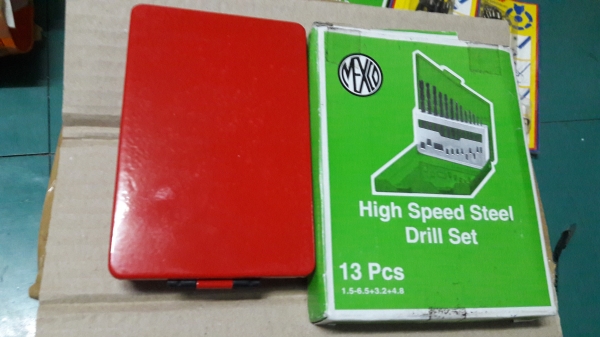 MEXCO
High Speed Steel
Drill Set
13 Pcs
1.5-6.5+3.2+4.8